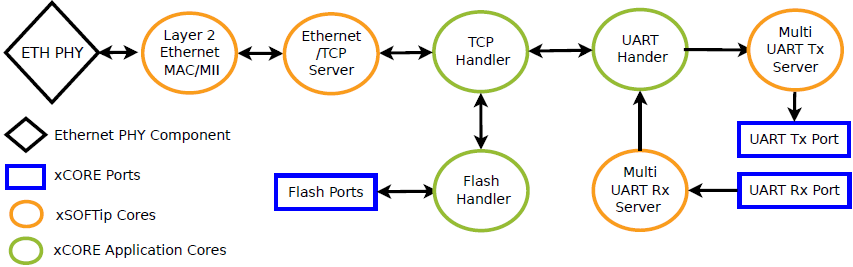 ETH PHY
Layer 2
Ethernet
MAC/MII
Ethernet
/TCP
Server
TCP
Handler
UART
Hander
Multi
UART Tx
Server
Ethernet PHY Component
UART Tx Port
xCORE Ports
Flash Ports
Flash
Handler
Multi
UART Rx
Server
UART Rx Port
xSOFTip Cores
xCORE Application Cores